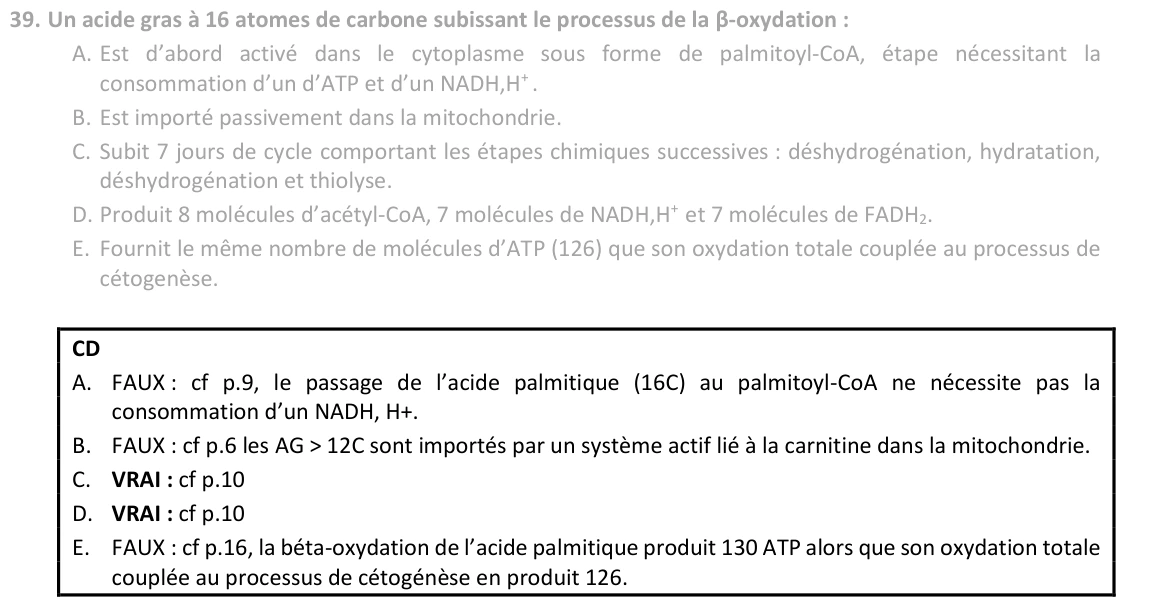 39. Un acide gras à 16 atomes de carbone subissant le processus de la β-oxydation :
A. Est d’abord activé dans le cytoplasme sous forme de palmitoyl-CoA, étape nécessitant la
consommation d’un d’ATP et d’un NADH,H⁺ .
B. Est importé passivement dans la mitochondrie.
C. Subit 7 jours de cycle comportant les étapes chimiques successives : déshydrogénation, hydratation,
déshydrogénation et thiolyse.
D. Produit 8 molécules d’acétyl-CoA, 7 molécules de NADH,H⁺ et 7 molécules de FADH₂.
E. Fournit le même nombre de molécules d’ATP (126) que son oxydation totale couplée au processus de
cétogenèse.
CD
A. FAUX : cf p.9, le passage de l’acide palmitique (16C) au palmitoyl-CoA ne nécessite pas la
consommation d’un NADH, H+.
B. FAUX : cf p.6 les AG > 12C sont importés par un système actif lié à la carnitine dans la mitochondrie.
C. VRAI : cf p.10
D. VRAI : cf p.10
E. FAUX : cf p.16, la béta-oxydation de l’acide palmitique produit 130 ATP alors que son oxydation totale
couplée au processus de cétogénèse en produit 126.